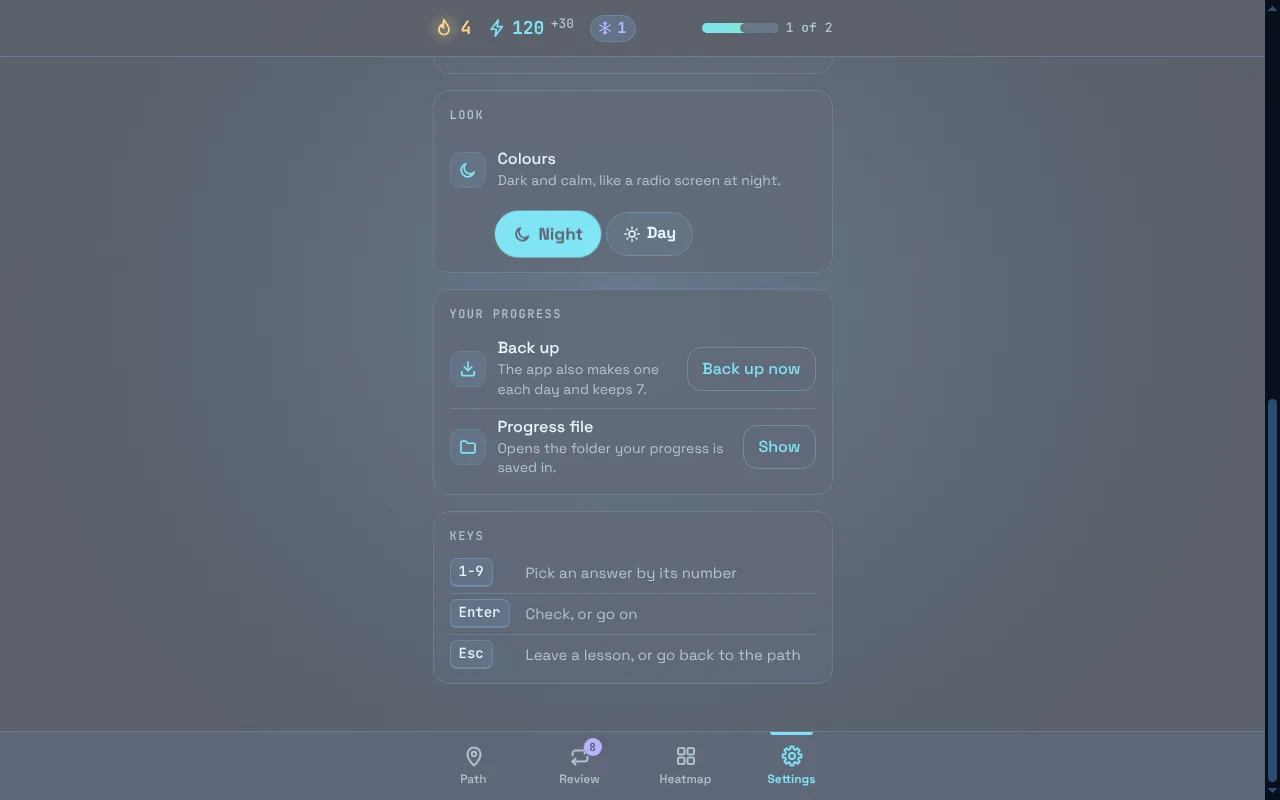 4 120 +30 1 1 of 2
LOOK
Colours
Dark and calm, like a radio screen at night.
Night Day
YOUR PROGRESS
Back up
The app also makes one
each day and keeps 7.
Back up now
Progress file
Opens the folder your progress is
saved in.
Show
KEYS
1-9 Pick an answer by its number
Enter Check, or go on
Esc Leave a lesson, or go back to the path
8
Path Review Heatmap Settings